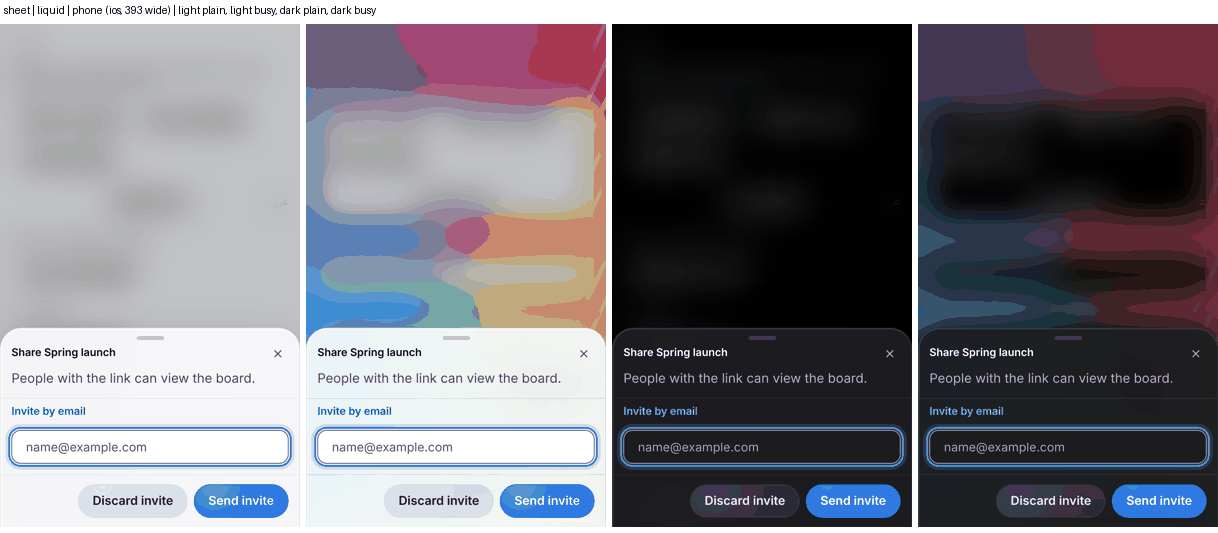 sheet | liquid | phone (ios, 393 wide) | light plain, light busy, dark plain, dark busy
Share Spring launch
People with the link can view the board.
Invite by email
name@example.com
Discard invite
Send invite
Share Spring launch
People with the link can view the board.
Invite by email
name@example.com
Discard invite
Send invite
Share Spring launch
People with the link can view the board.
Invite by email
name@example.com
Discard invite
Send invite
Share Spring launch
People with the link can view the board.
Invite by email
name@example.com
Discard invite
Send invite